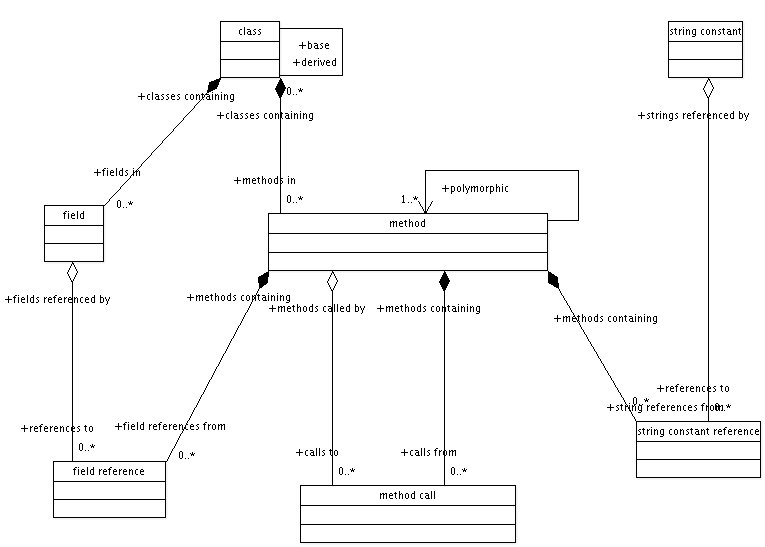 class
string constant
+base
+derived
0..*
+classes containing
+classes containing
+strings referenced by
+fields in
+methods in
+polymorphic
0..*
0..*
1..*
field
method
+fields referenced by
+methods containing
+methods called by
+methods containing
+methods containing
+references to
0..*
+string references from
0..*
+references to
+field references from
string constant reference
0..*
0..*
+calls to
+calls from
field reference
0..*
0..*
method call